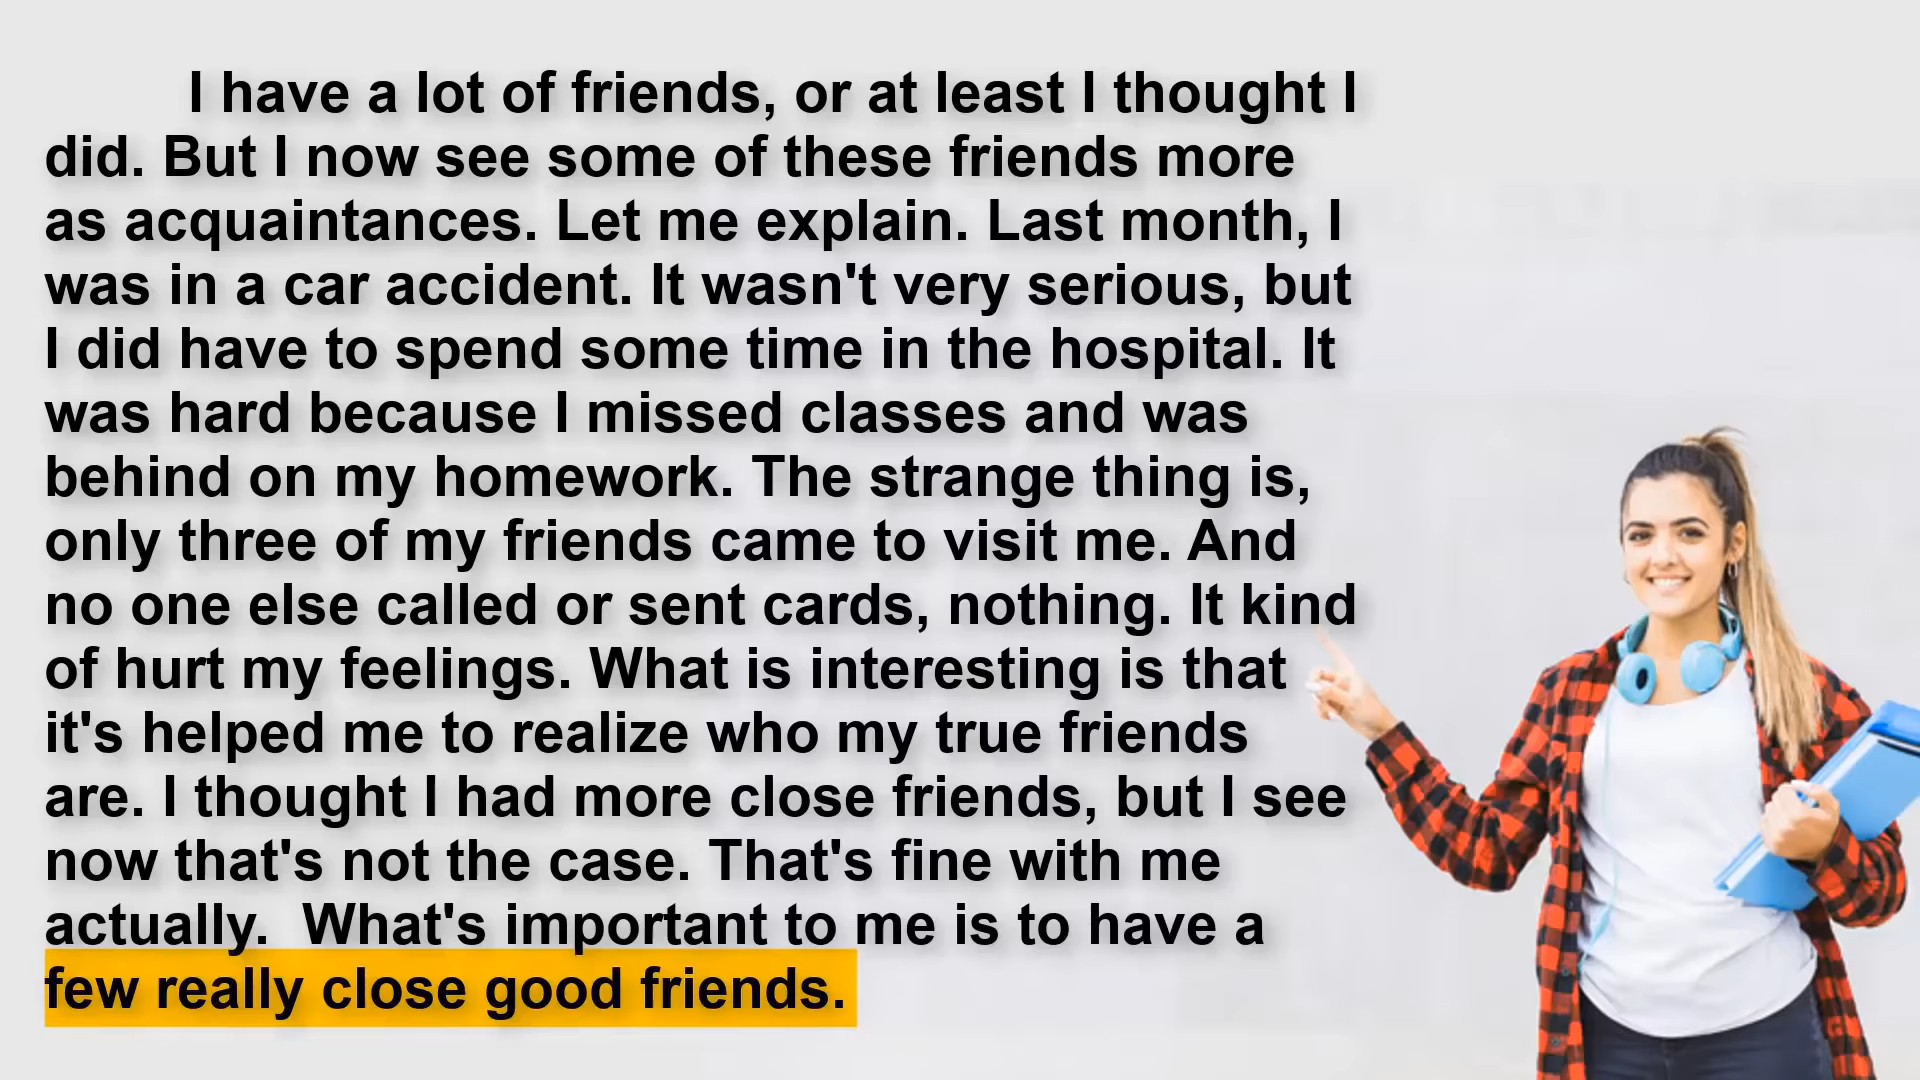 I have a lot of friends, or at least I thought I
did. But I now see some of these friends more
as acquaintances. Let me explain. Last month, I
was in a car accident. It wasn't very serious, but
I did have to spend some time in the hospital. It
was hard because I missed classes and was
behind on my homework. The strange thing is,
only three of my friends came to visit me. And
no one else called or sent cards, nothing. It kind
of hurt my feelings. What is interesting is that
it's helped me to realize who my true friends
are. I thought I had more close friends, but I see
now that's not the case. That's fine with me
actually.  What's important to me is to have a
few really close good friends.